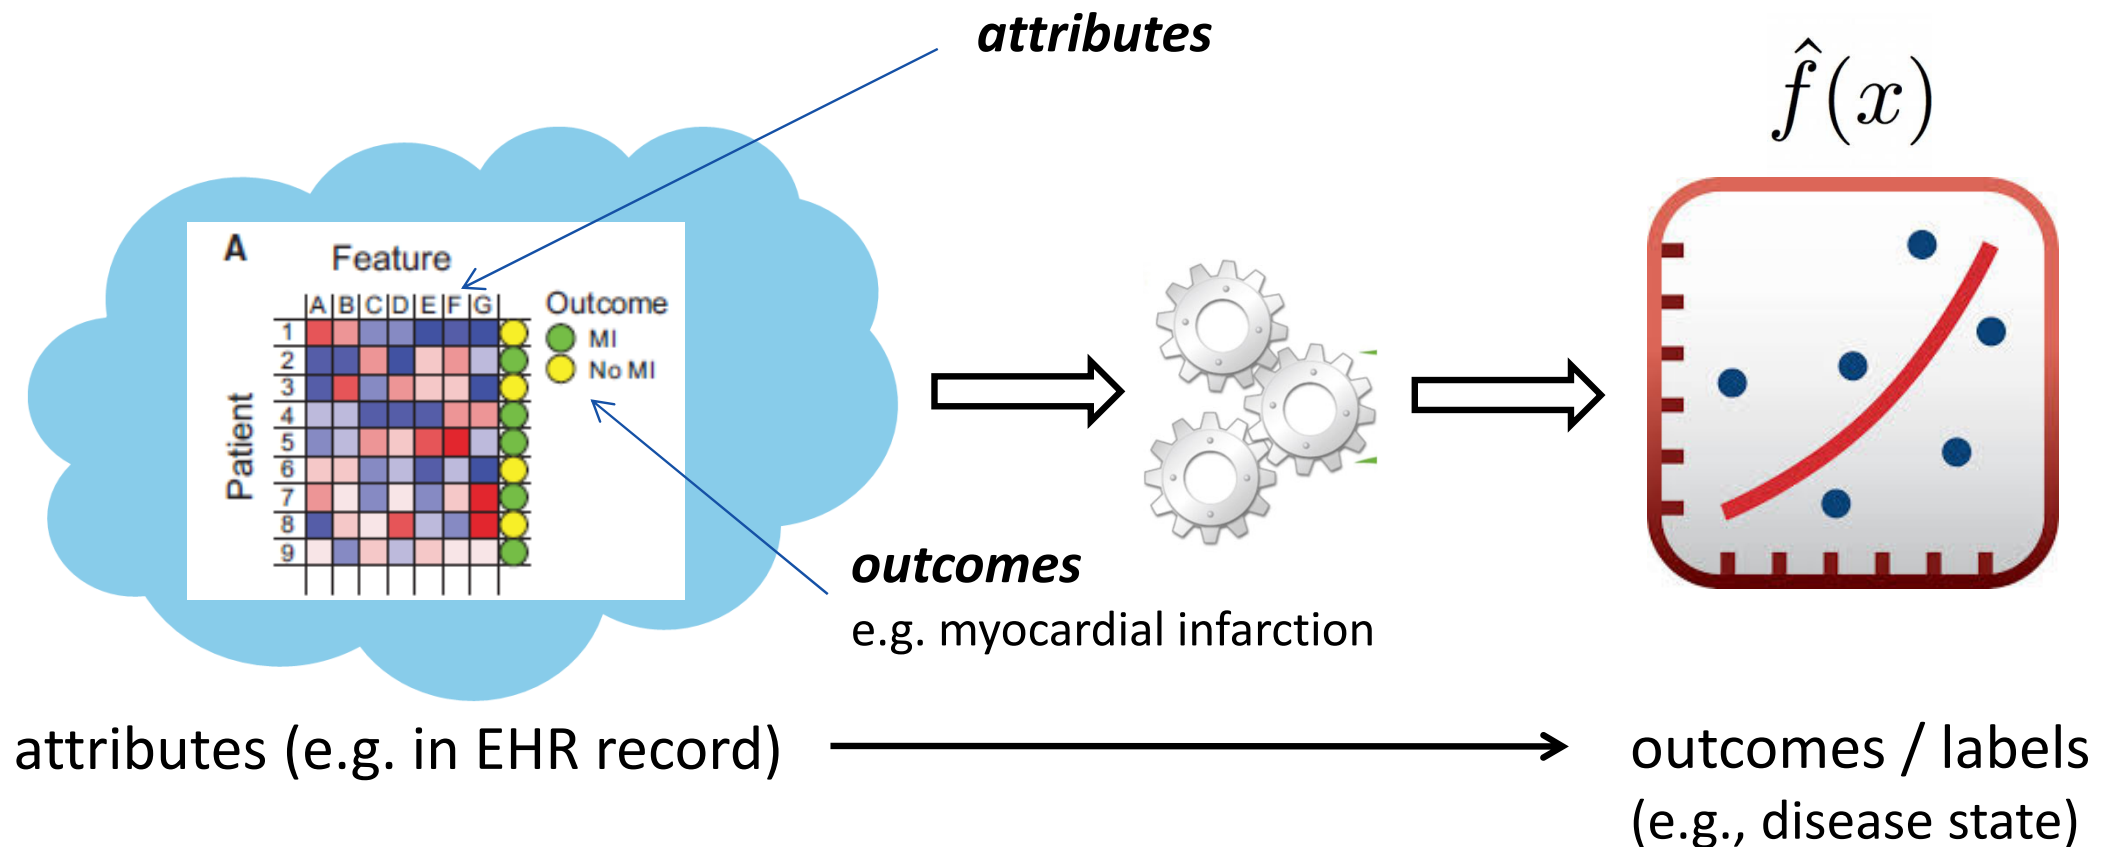 attributes
f̂(x)
A
Feature
A B C D E F G
Outcome
MI
No MI
Patient
1
2
3
4
5
6
7
8
9
outcomes
e.g. myocardial infarction
attributes (e.g. in EHR record)
outcomes / labels
(e.g., disease state)